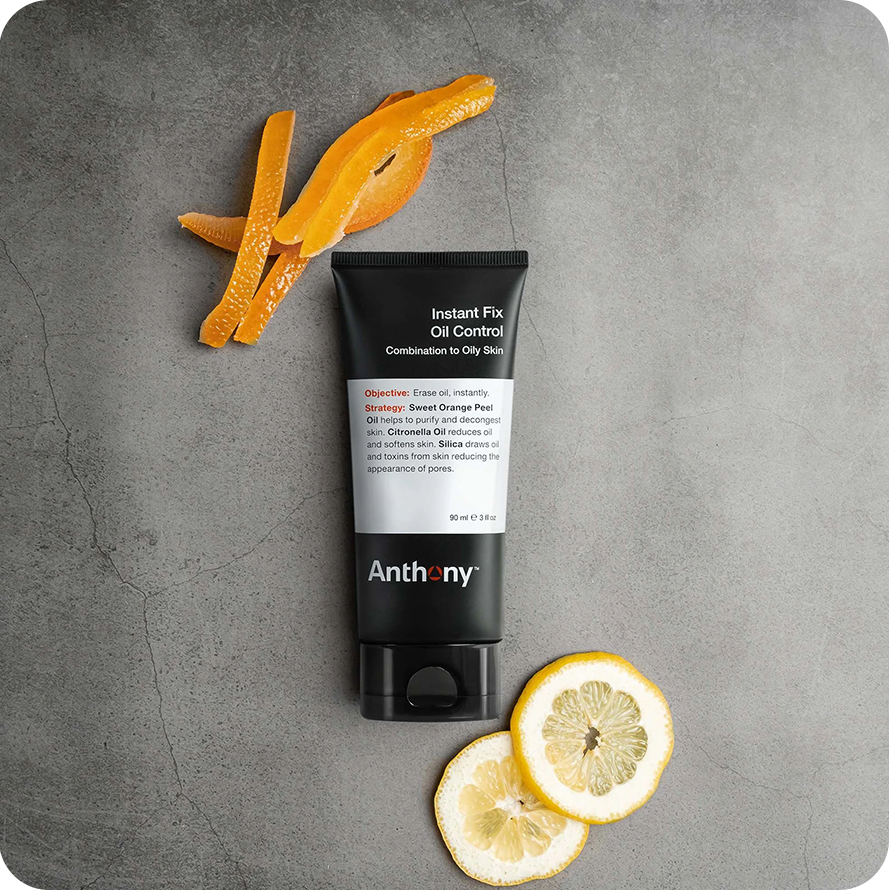 Instant Fix
Oil Control
Combination to Oily Skin
Objective: Erase oil, instantly.
Strategy: Sweet Orange Peel
Oil helps to purify and decongest
skin. Citronella Oil reduces oil
and softens skin. Silica draws oil
and toxins from skin reducing the
appearance of pores.
90 ml ℮ 3 fl oz
Anthony™